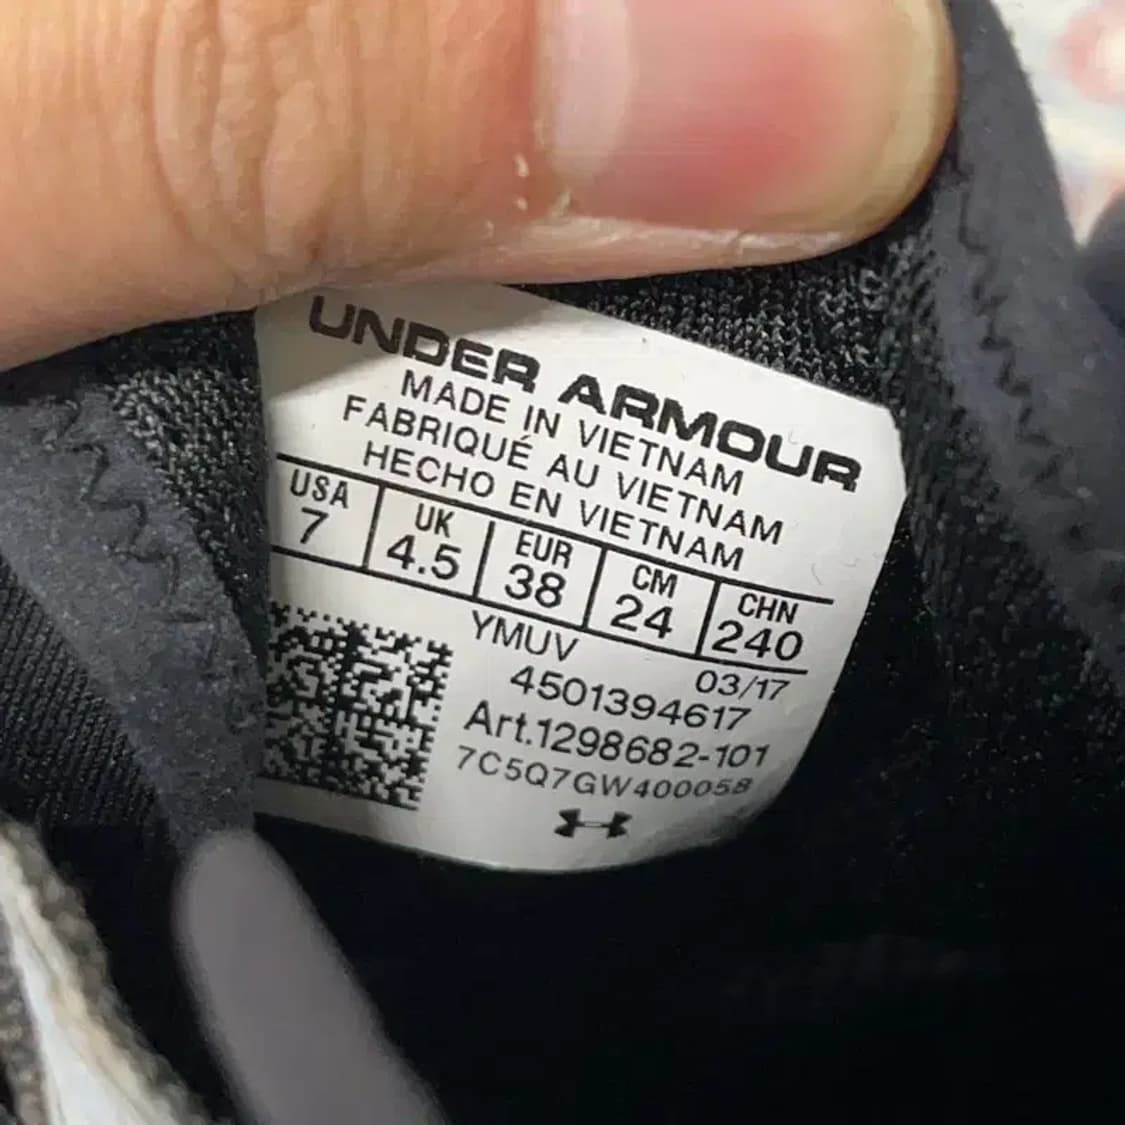 UNDER ARMOUR
MADE IN VIETNAM
FABRIQUÉ AU VIETNAM
HECHO EN VIETNAM
USA UK EUR CM CHN
7 4.5 38 24 240
YMUV 03/17
4501394617
Art.1298682-101
7C5Q7GW400058